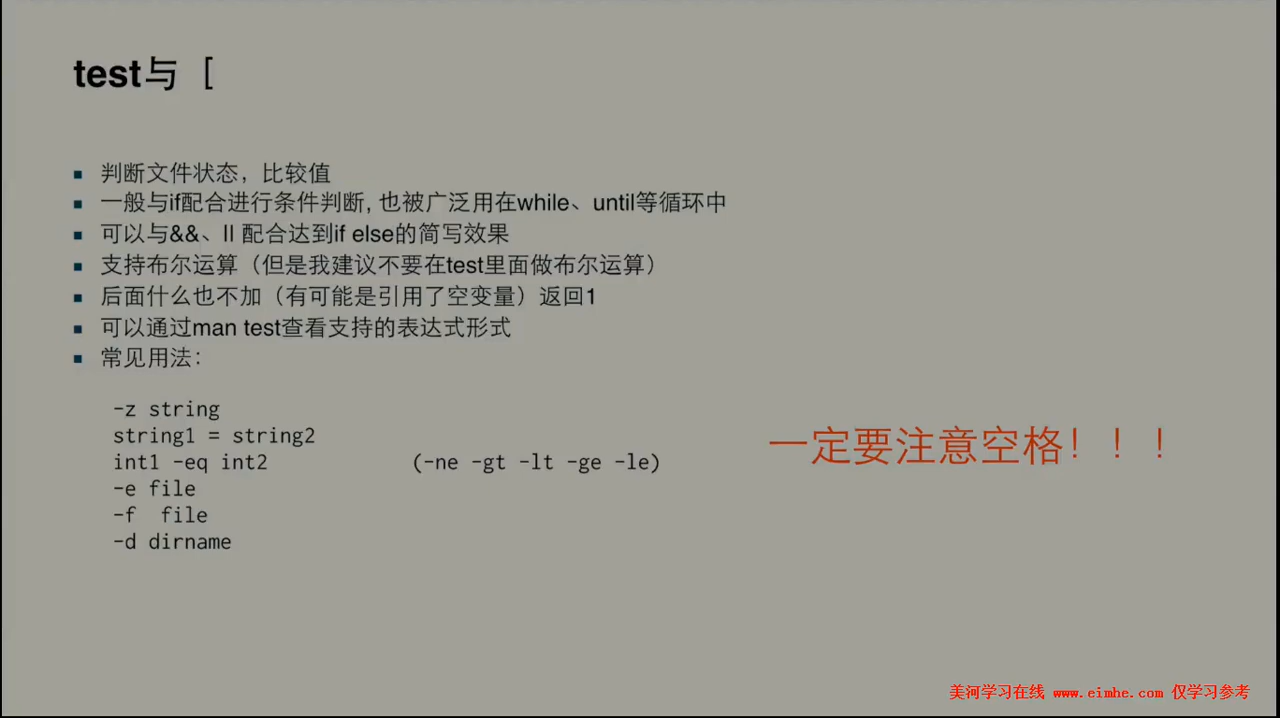 test与 [
判断文件状态，比较值
一般与if配合进行条件判断, 也被广泛用在while、until等循环中
可以与&&、|| 配合达到if else的简写效果
支持布尔运算（但是我建议不要在test里面做布尔运算）
后面什么也不加（有可能是引用了空变量）返回1
可以通过man test查看支持的表达式形式
常见用法：
-z string
string1 = string2
int1 -eq int2 (-ne -gt -lt -ge -le)
一定要注意空格！！！
-e file
-f file
-d dirname
美河学习在线 www.eimhe.com 仅学习参考